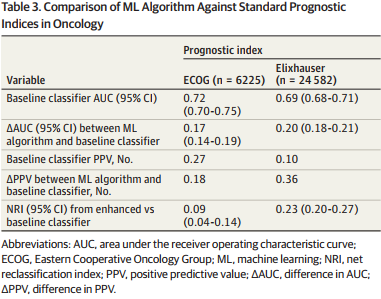 Table 3. Comparison of ML Algorithm Against Standard Prognostic
Indices in Oncology
Prognostic index
Variable ECOG (n = 6225) Elixhauser (n = 24 582)
Baseline classifier AUC (95% CI) 0.72 (0.70-0.75) 0.69 (0.68-0.71)
ΔAUC (95% CI) between ML algorithm and baseline classifier 0.17 (0.14-0.19) 0.20 (0.18-0.21)
Baseline classifier PPV, No. 0.27 0.10
ΔPPV between ML algorithm and baseline classifier, No. 0.18 0.36
NRI (95% CI) from enhanced vs baseline classifier 0.09 (0.04-0.14) 0.23 (0.20-0.27)
Abbreviations: AUC, area under the receiver operating characteristic curve;
ECOG, Eastern Cooperative Oncology Group; ML, machine learning; NRI, net
reclassification index; PPV, positive predictive value; ΔAUC, difference in AUC;
ΔPPV, difference in PPV.